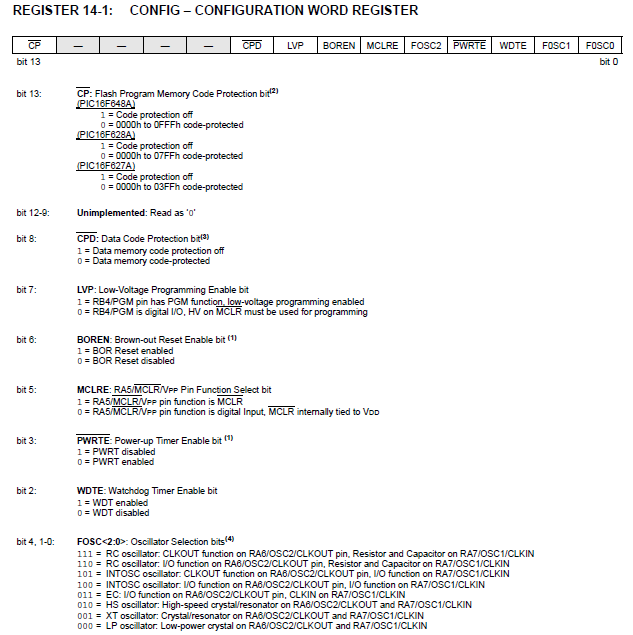 REGISTER 14-1: CONFIG – CONFIGURATION WORD REGISTER
CP — — — — CPD LVP BOREN MCLRE FOSC2 PWRTE WDTE F0SC1 F0SC0
bit 13 bit 0
bit 13: CP: Flash Program Memory Code Protection bit(2)
(PIC16F648A)
1 = Code protection off
0 = 0000h to 0FFFh code-protected
(PIC16F628A)
1 = Code protection off
0 = 0000h to 07FFh code-protected
(PIC16F627A)
1 = Code protection off
0 = 0000h to 03FFh code-protected
bit 12-9: Unimplemented: Read as ‘0’
bit 8: CPD: Data Code Protection bit(3)
1 = Data memory code protection off
0 = Data memory code-protected
bit 7: LVP: Low-Voltage Programming Enable bit
1 = RB4/PGM pin has PGM function, low-voltage programming enabled
0 = RB4/PGM is digital I/O, HV on MCLR must be used for programming
bit 6: BOREN: Brown-out Reset Enable bit (1)
1 = BOR Reset enabled
0 = BOR Reset disabled
bit 5: MCLRE: RA5/MCLR/VPP Pin Function Select bit
1 = RA5/MCLR/VPP pin function is MCLR
0 = RA5/MCLR/VPP pin function is digital Input, MCLR internally tied to VDD
bit 3: PWRTE: Power-up Timer Enable bit (1)
1 = PWRT disabled
0 = PWRT enabled
bit 2: WDTE: Watchdog Timer Enable bit
1 = WDT enabled
0 = WDT disabled
bit 4, 1-0: FOSC<2:0>: Oscillator Selection bits(4)
111 = RC oscillator: CLKOUT function on RA6/OSC2/CLKOUT pin, Resistor and Capacitor on RA7/OSC1/CLKIN
110 = RC oscillator: I/O function on RA6/OSC2/CLKOUT pin, Resistor and Capacitor on RA7/OSC1/CLKIN
101 = INTOSC oscillator: CLKOUT function on RA6/OSC2/CLKOUT pin, I/O function on RA7/OSC1/CLKIN
100 = INTOSC oscillator: I/O function on RA6/OSC2/CLKOUT pin, I/O function on RA7/OSC1/CLKIN
011 = EC: I/O function on RA6/OSC2/CLKOUT pin, CLKIN on RA7/OSC1/CLKIN
010 = HS oscillator: High-speed crystal/resonator on RA6/OSC2/CLKOUT and RA7/OSC1/CLKIN
001 = XT oscillator: Crystal/resonator on RA6/OSC2/CLKOUT and RA7/OSC1/CLKIN
000 = LP oscillator: Low-power crystal on RA6/OSC2/CLKOUT and RA7/OSC1/CLKIN